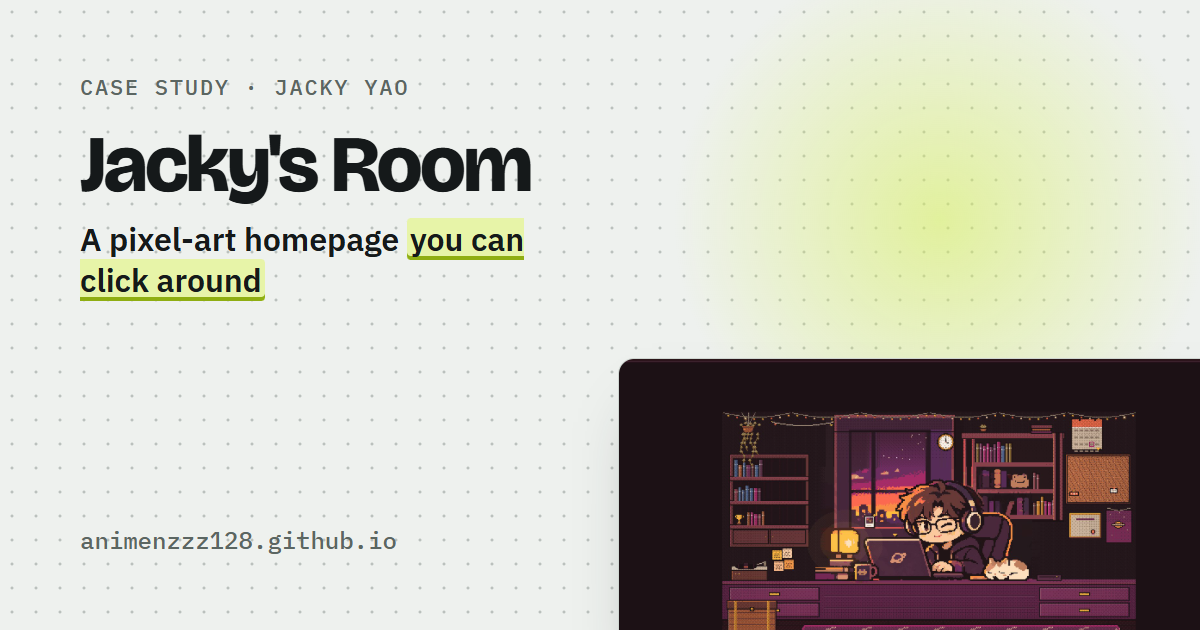 CASE STUDY · JACKY YAO
Jacky's Room
A pixel-art homepage you can
click around
animenzzz128.github.io